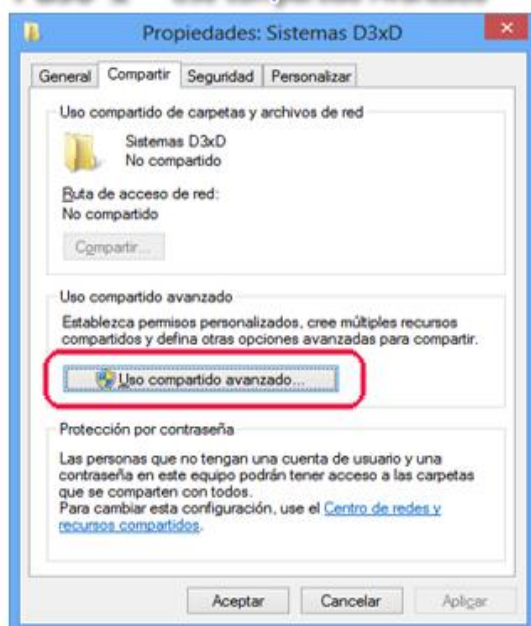 Propiedades: Sistemas D3xD
General Compartir Seguridad Personalizar
Uso compartido de carpetas y archivos de red
Sistemas D3xD
No compartido
Ruta de acceso de red:
No compartido
Compartir...
Uso compartido avanzado
Establezca permisos personalizados, cree múltiples recursos
compartidos y defina otras opciones avanzadas para compartir.
Uso compartido avanzado...
Protección por contraseña
Las personas que no tengan una cuenta de usuario y una
contraseña en este equipo podrán tener acceso a las carpetas
que se comparten con todos.
Para cambiar esta configuración, use el Centro de redes y
recursos compartidos.
Aceptar Cancelar Aplicar